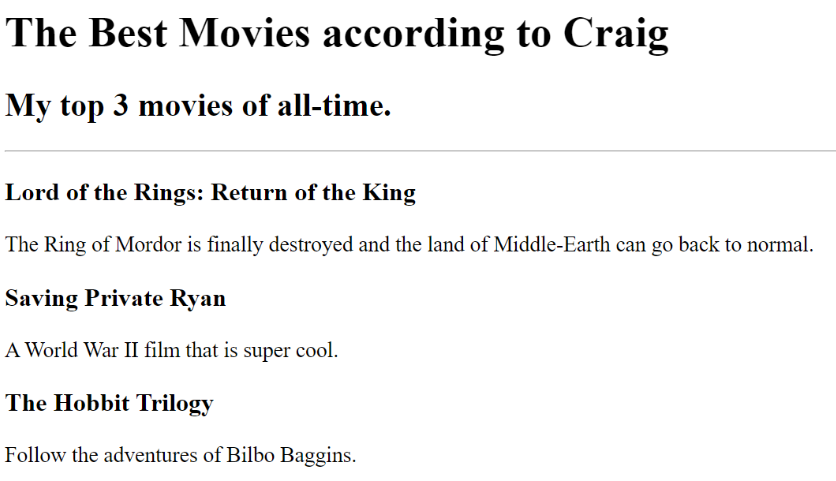 The Best Movies according to Craig
My top 3 movies of all-time.
Lord of the Rings: Return of the King
The Ring of Mordor is finally destroyed and the land of Middle-Earth can go back to normal.
Saving Private Ryan
A World War II film that is super cool.
The Hobbit Trilogy
Follow the adventures of Bilbo Baggins.